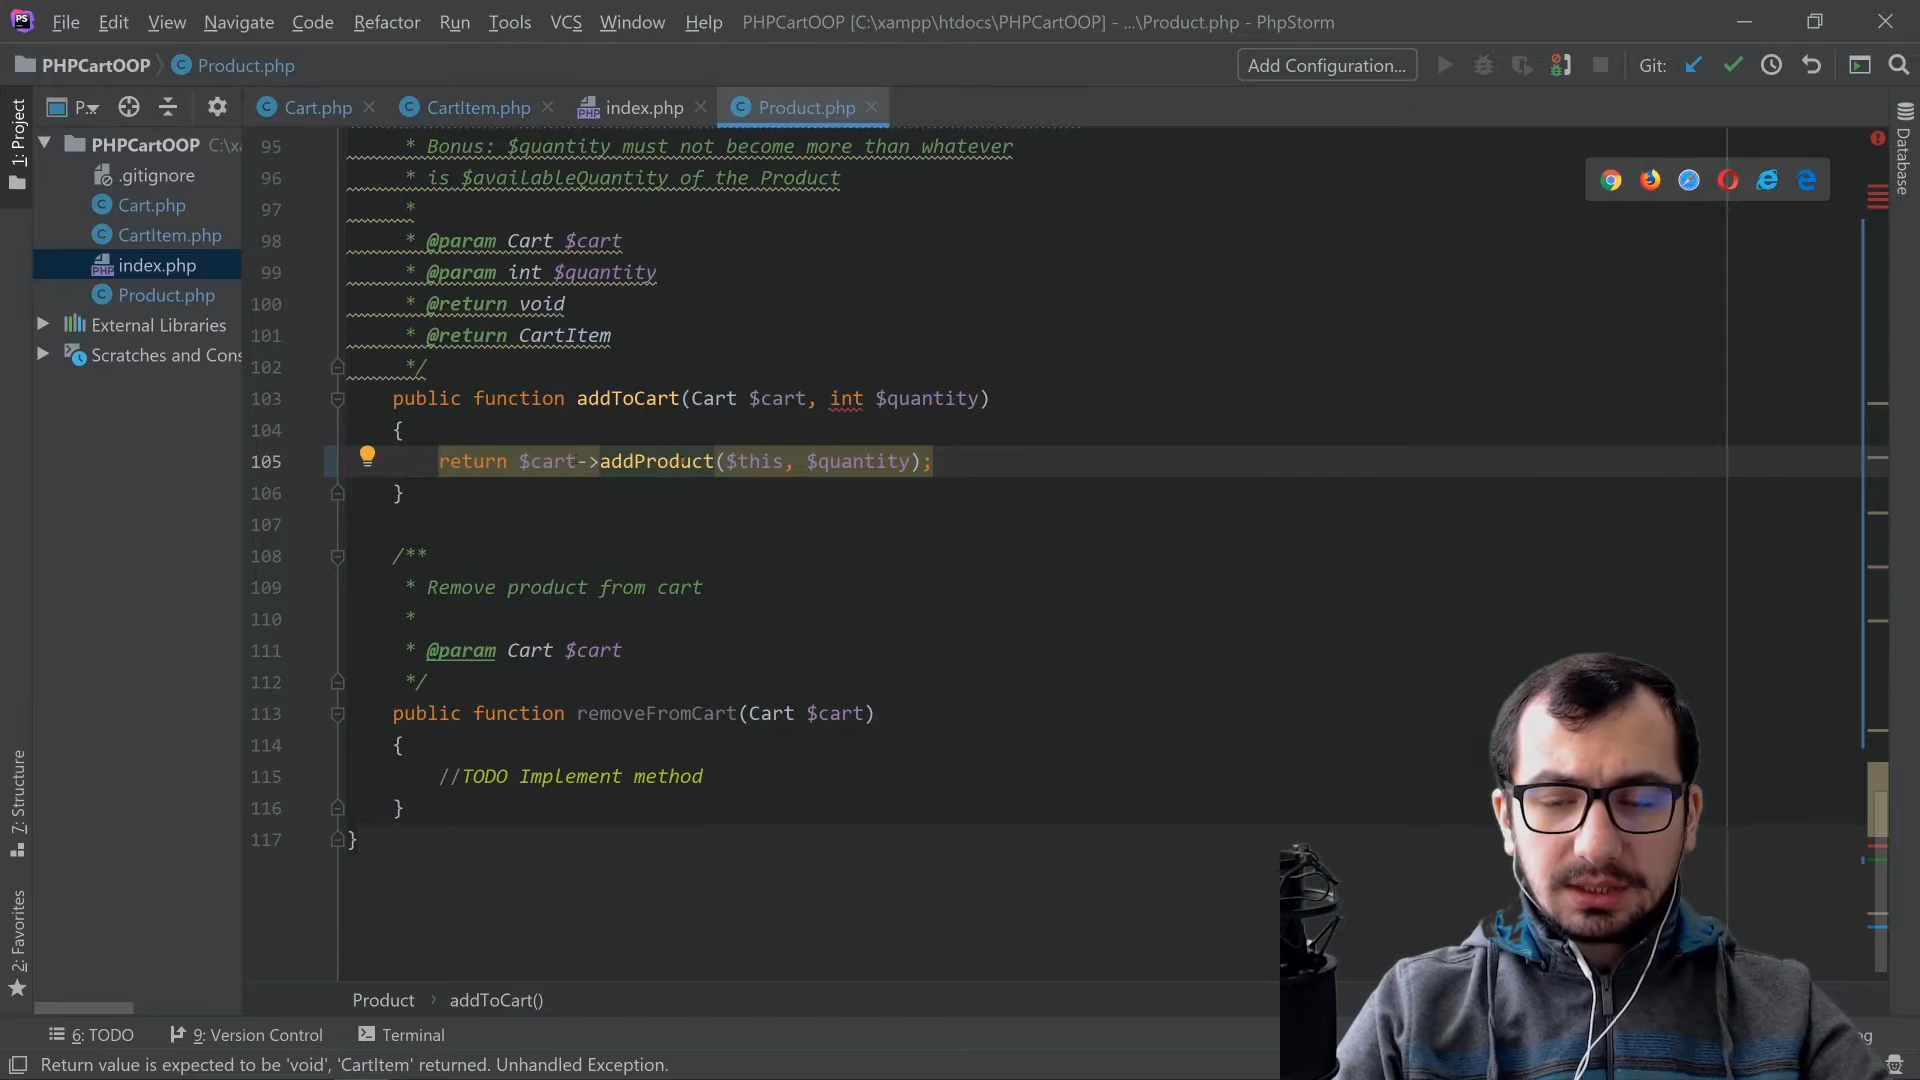 PS File Edit View Navigate Code Refactor Run Tools VCS Window Help PHPCartOOP [C:\xampp\htdocs\PHPCartOOP] - ...\Product.php - PhpStorm
PHPCartOOP C Product.php Add Configuration... Git:
P... C Cart.php C CartItem.php PHP index.php C Product.php
1: Project
PHPCartOOP C:\xa
.gitignore
C Cart.php
C CartItem.php
PHP index.php
C Product.php
External Libraries
Scratches and Cons
95 * Bonus: $quantity must not become more than whatever
96 * is $availableQuantity of the Product
97 *
98 * @param Cart $cart
99 * @param int $quantity
100 * @return void
101 * @return CartItem
102 */
103 public function addToCart(Cart $cart, int $quantity)
104 {
105 return $cart->addProduct($this, $quantity);
106 }
107
108 /**
109 * Remove product from cart
110 *
111 * @param Cart $cart
112 */
113 public function removeFromCart(Cart $cart)
114 {
115 //TODO Implement method
116 }
117 }
Database
7: Structure
2: Favorites
Product › addToCart()
6: TODO 9: Version Control Terminal
Return value is expected to be 'void', 'CartItem' returned. Unhandled Exception.